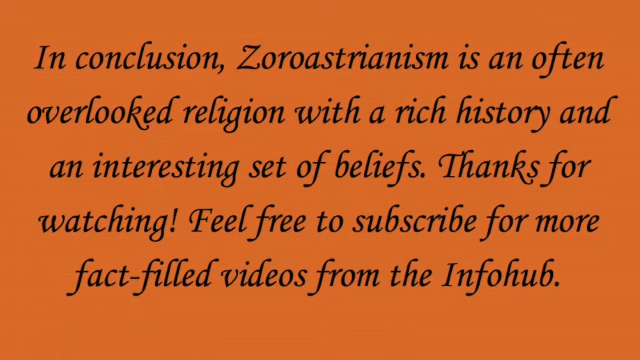 In conclusion, Zoroastrianism is an often
overlooked religion with a rich history and
an interesting set of beliefs. Thanks for
watching! Feel free to subscribe for more
fact-filled videos from the Infohub.